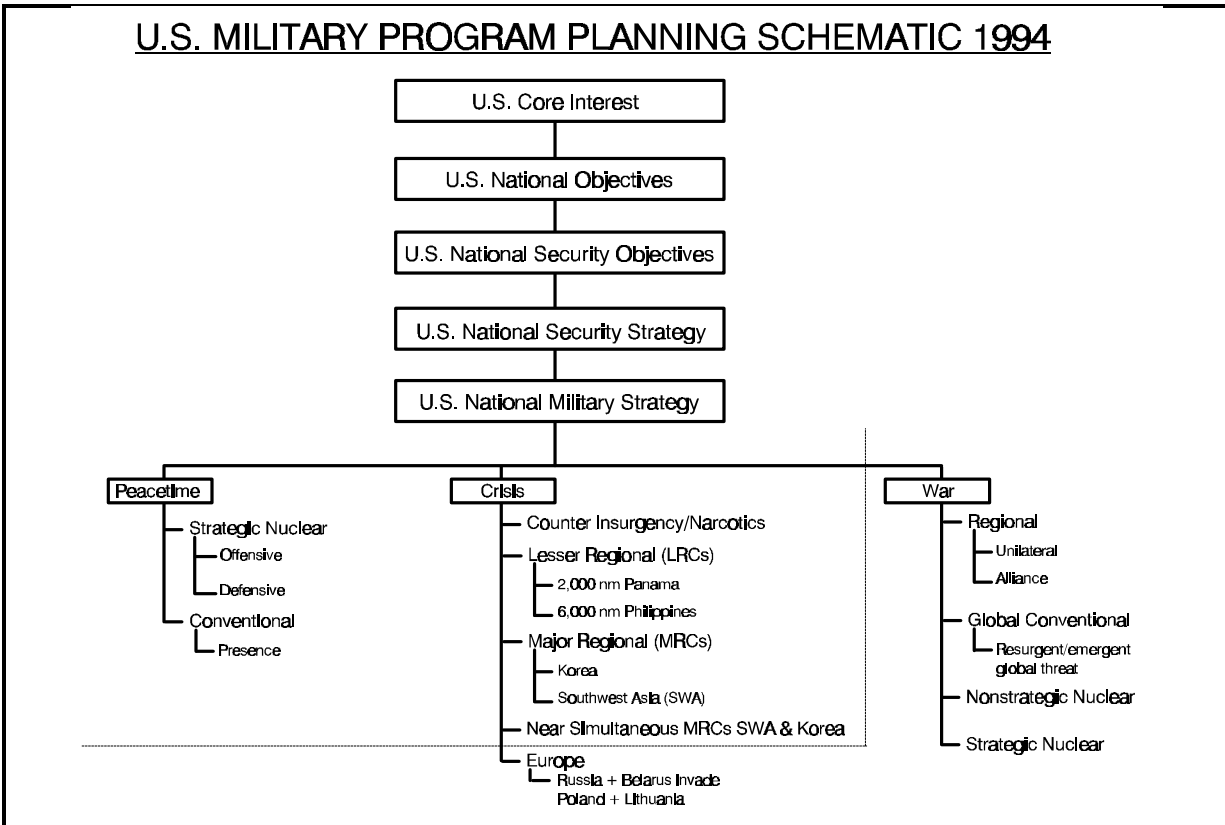 U.S. MILITARY PROGRAM PLANNING SCHEMATIC 1994
U.S. Core Interest
U.S. National Objectives
U.S. National Security Objectives
U.S. National Security Strategy
U.S. National Military Strategy
Peacetime
Strategic Nuclear
Offensive
Defensive
Conventional
Presence
Crisis
Counter Insurgency/Narcotics
Lesser Regional (LRCs)
2,000 nm Panama
6,000 nm Philippines
Major Regional (MRCs)
Korea
Southwest Asia (SWA)
Near Simultaneous MRCs SWA & Korea
Europe
Russia + Belarus Invade
Poland + Lithuania
War
Regional
Unilateral
Alliance
Global Conventional
Resurgent/emergent
global threat
Nonstrategic Nuclear
Strategic Nuclear